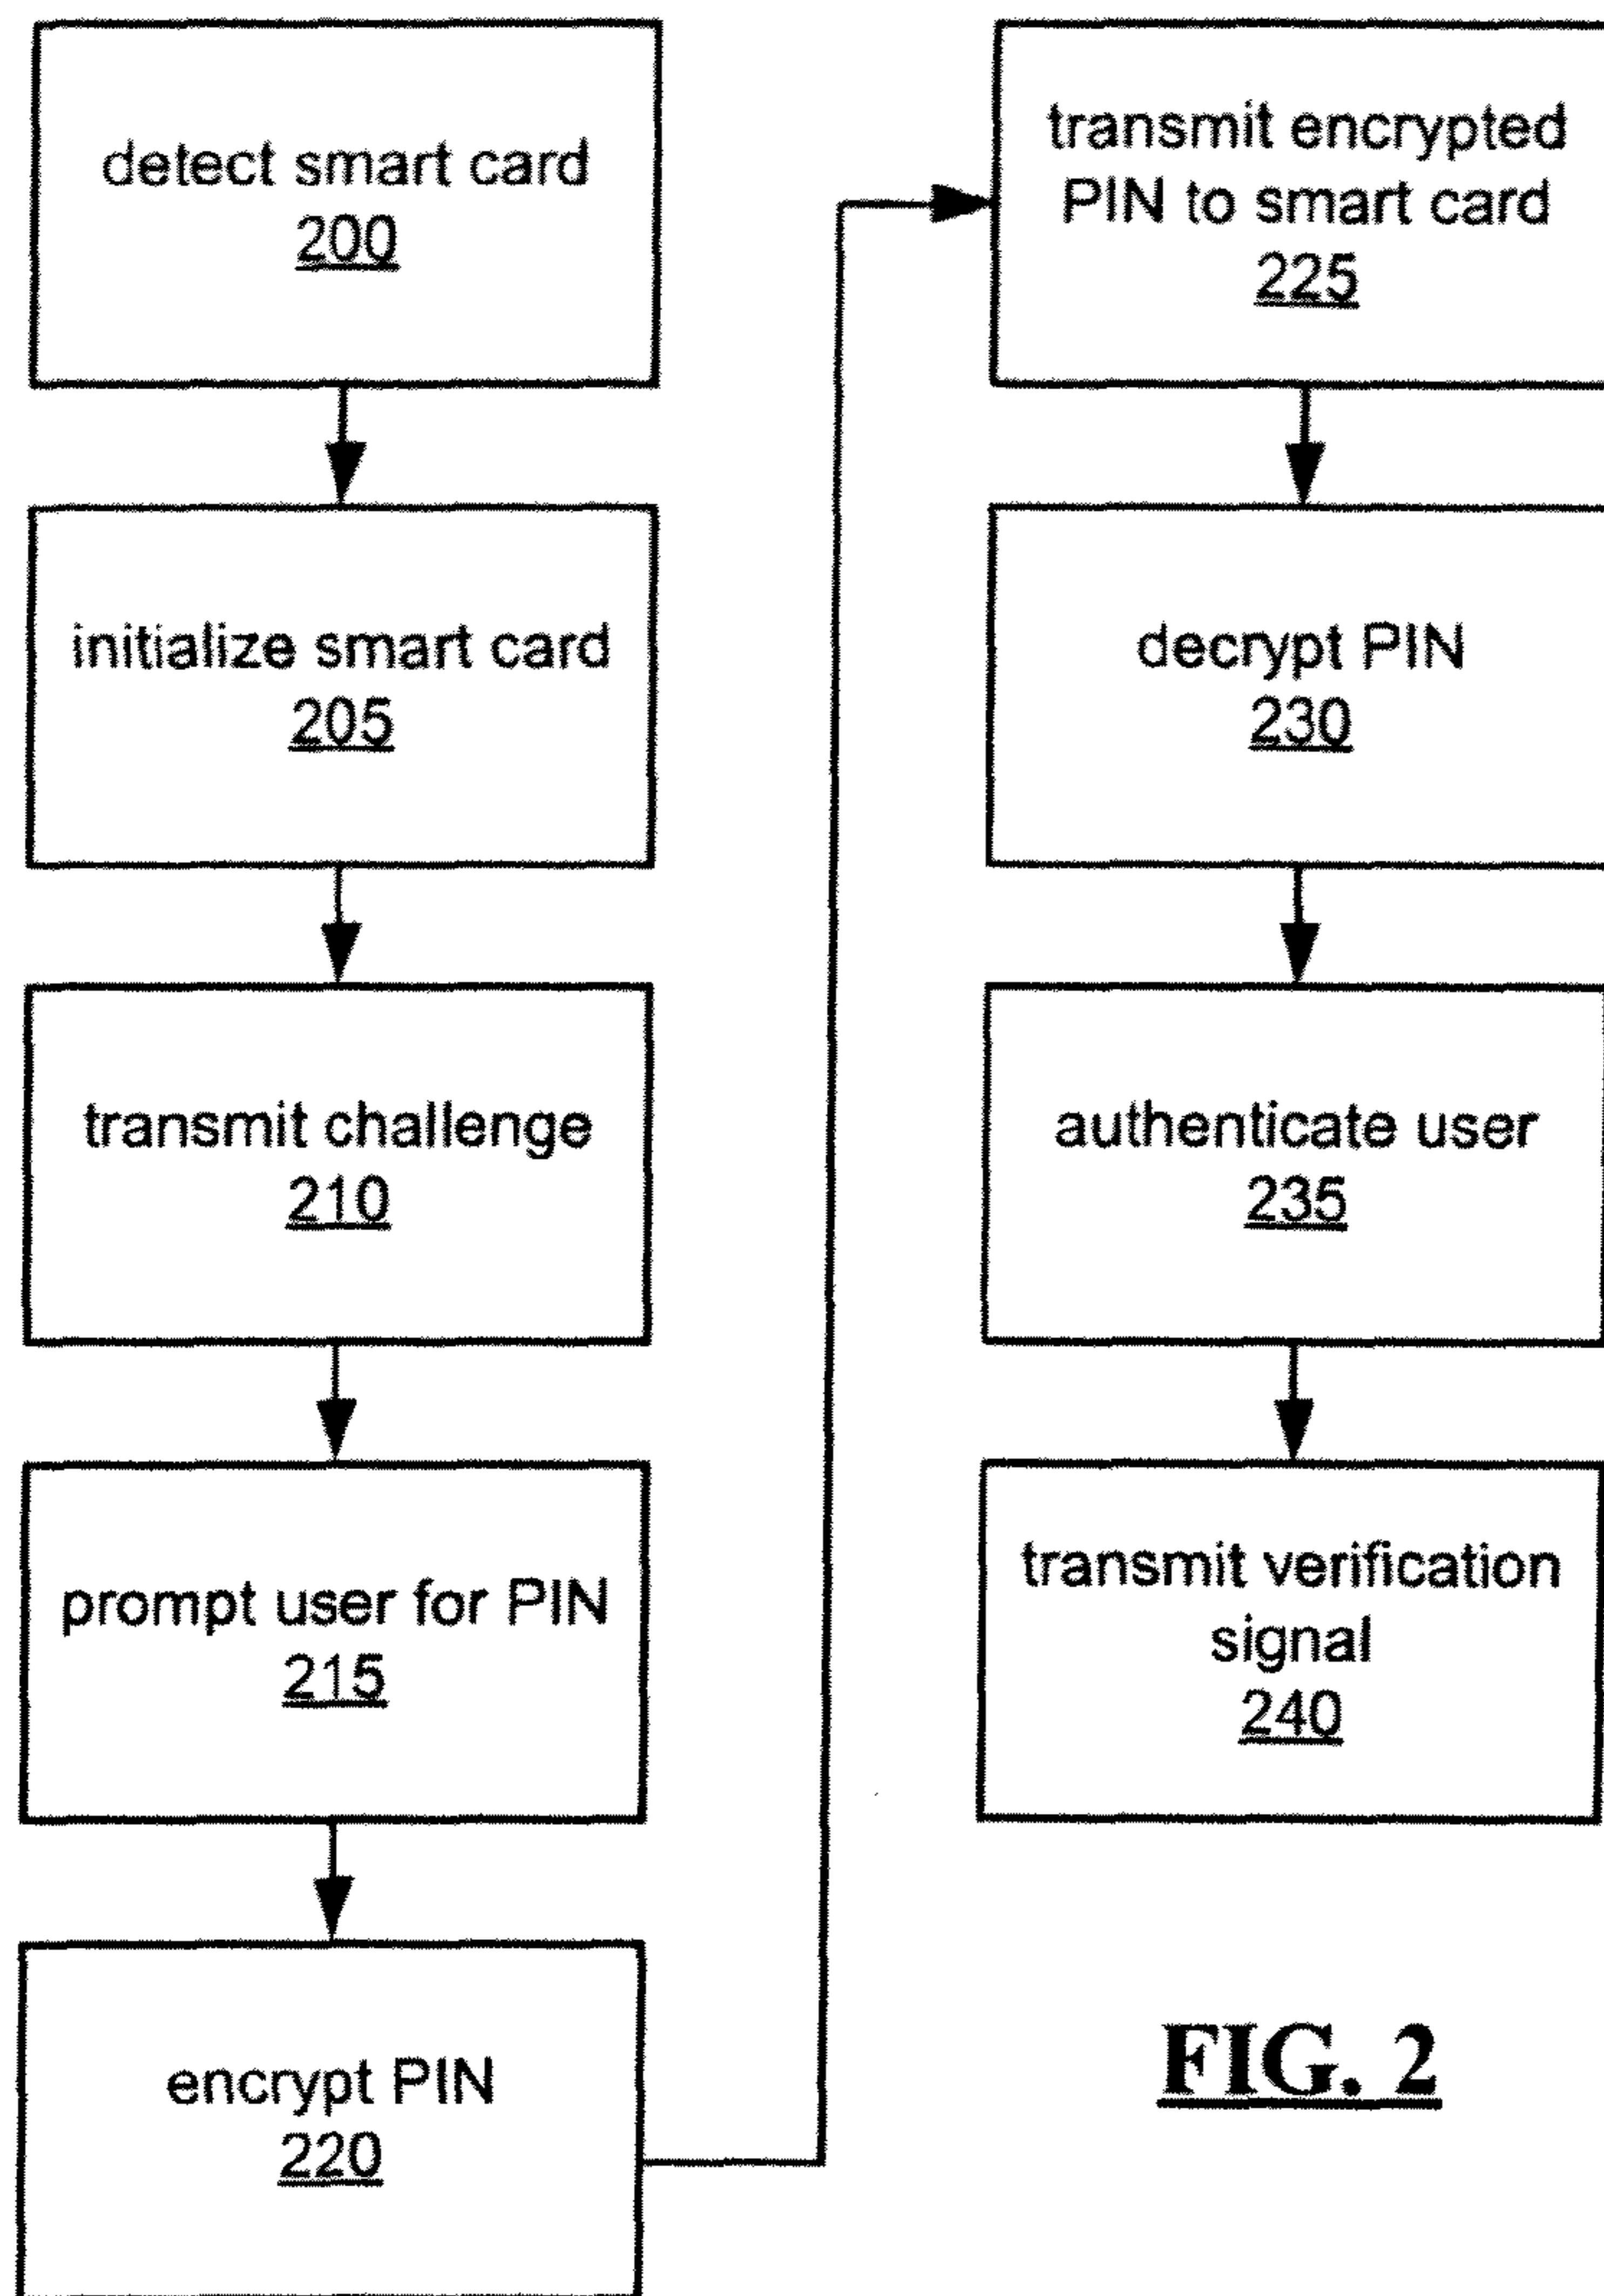 detect smart card
200
initialize smart card
205
transmit challenge
210
prompt user for PIN
215
encrypt PIN
220
transmit encrypted
PIN to smart card
225
decrypt PIN
230
authenticate user
235
transmit verification
signal
240
FIG. 2